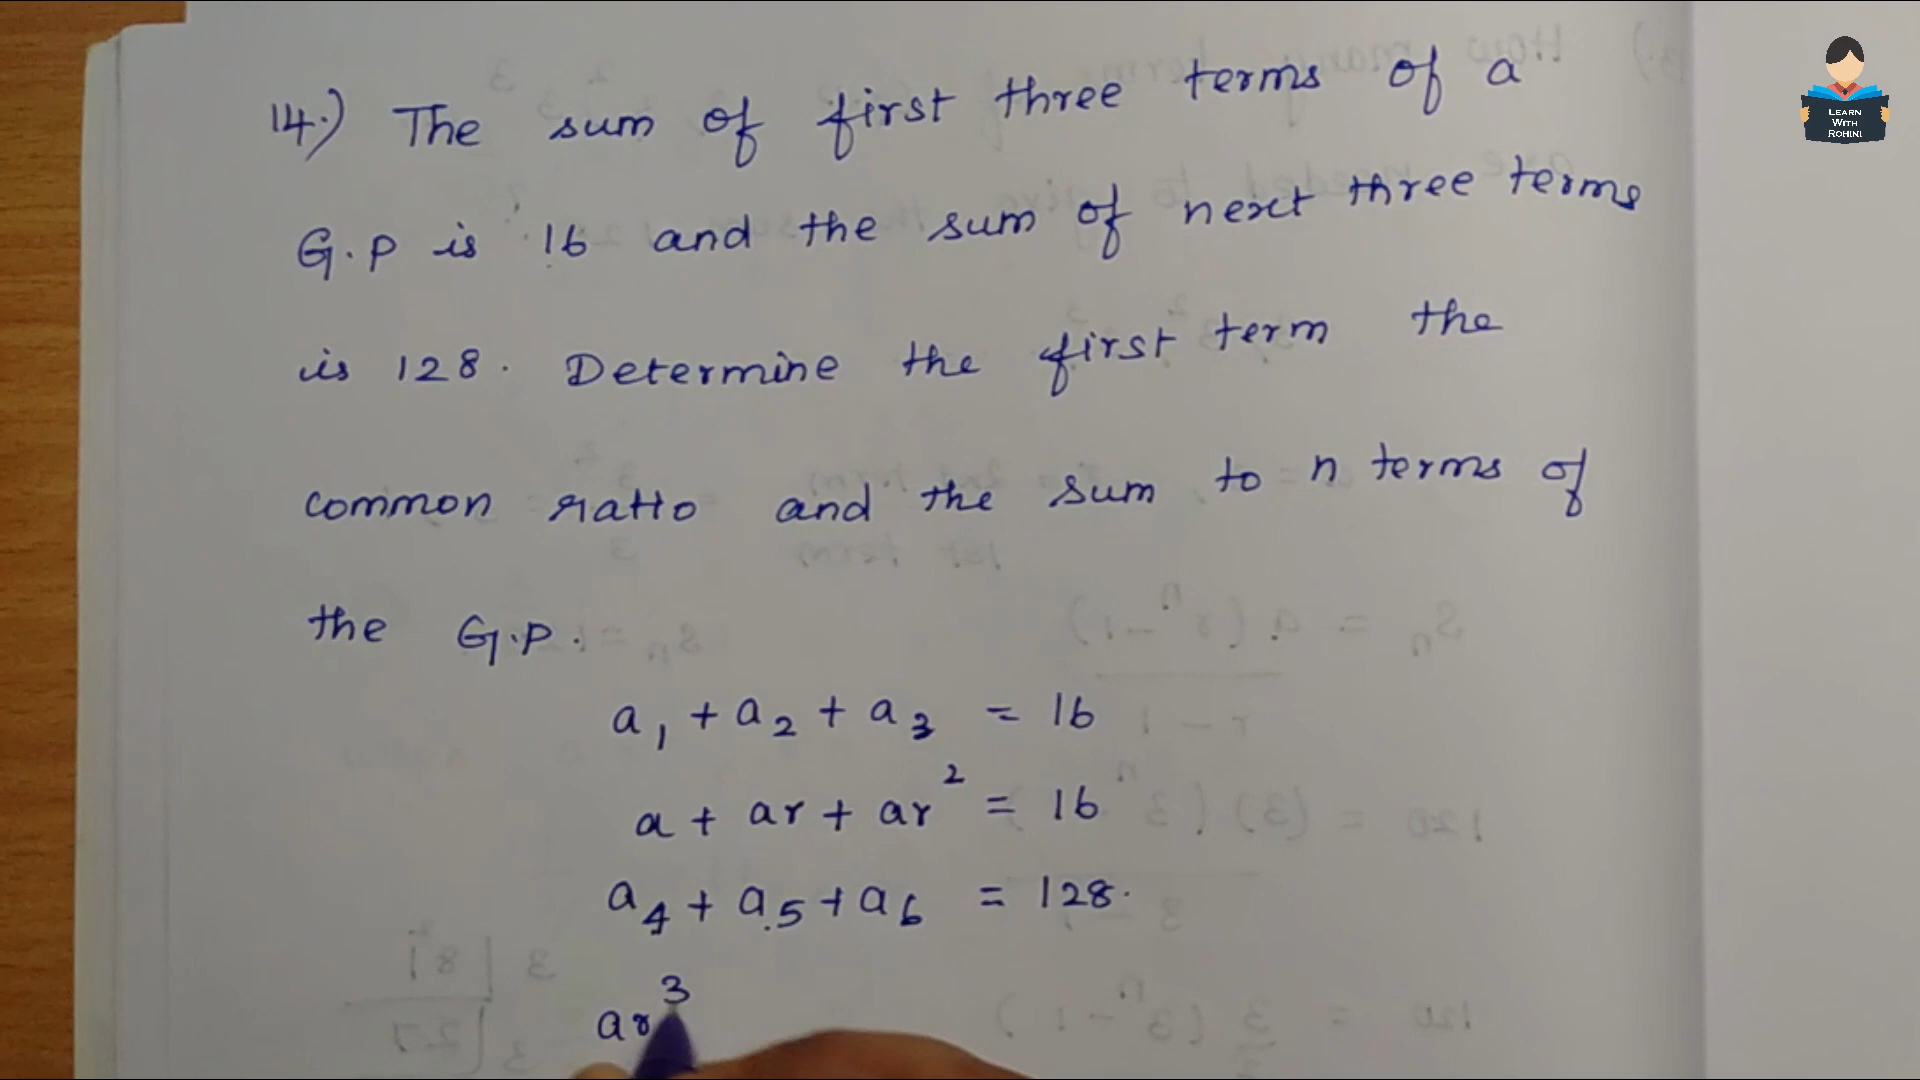 14.) The sum of first three terms of a
G.P is 16 and the sum of next three terms
is 128. Determine the first term the
common ratio and the sum to n terms of
the G.P.
a₁ + a₂ + a₃ = 16
a + ar + ar² = 16
a₄ + a₅ + a₆ = 128.
ar³
LEARN
WITH
ROHINI